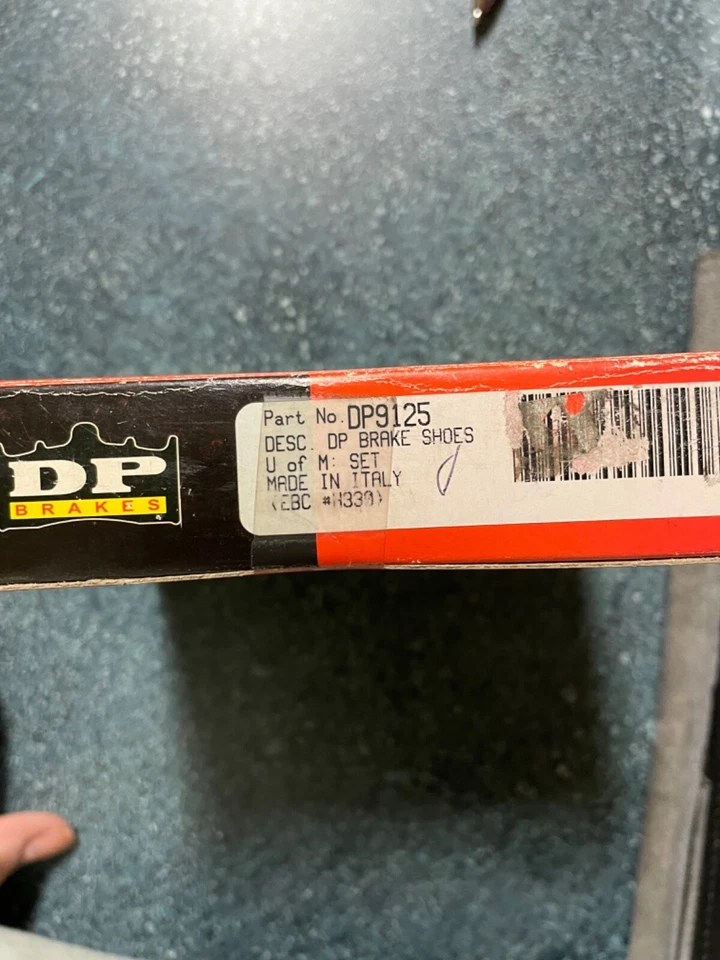 DP
BRAKES
Part No. DP9125
DESC. DP BRAKE SHOES
U of M: SET
MADE IN ITALY
(EBC #H339)